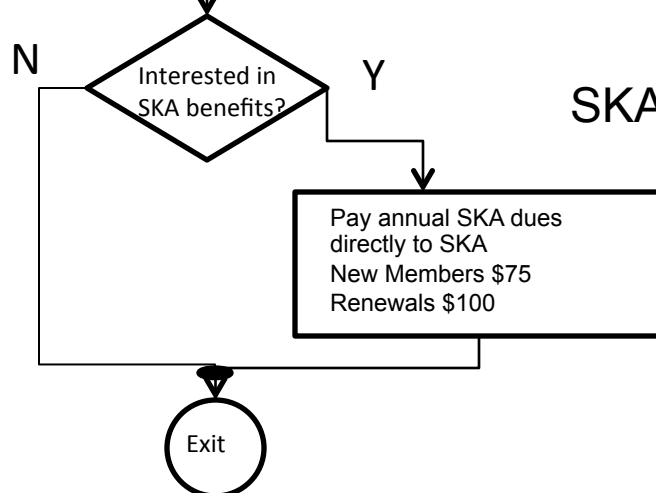 N
Interested in
SKA benefits?
Y
SKA
Pay annual SKA dues
directly to SKA
New Members $75
Renewals $100
Exit